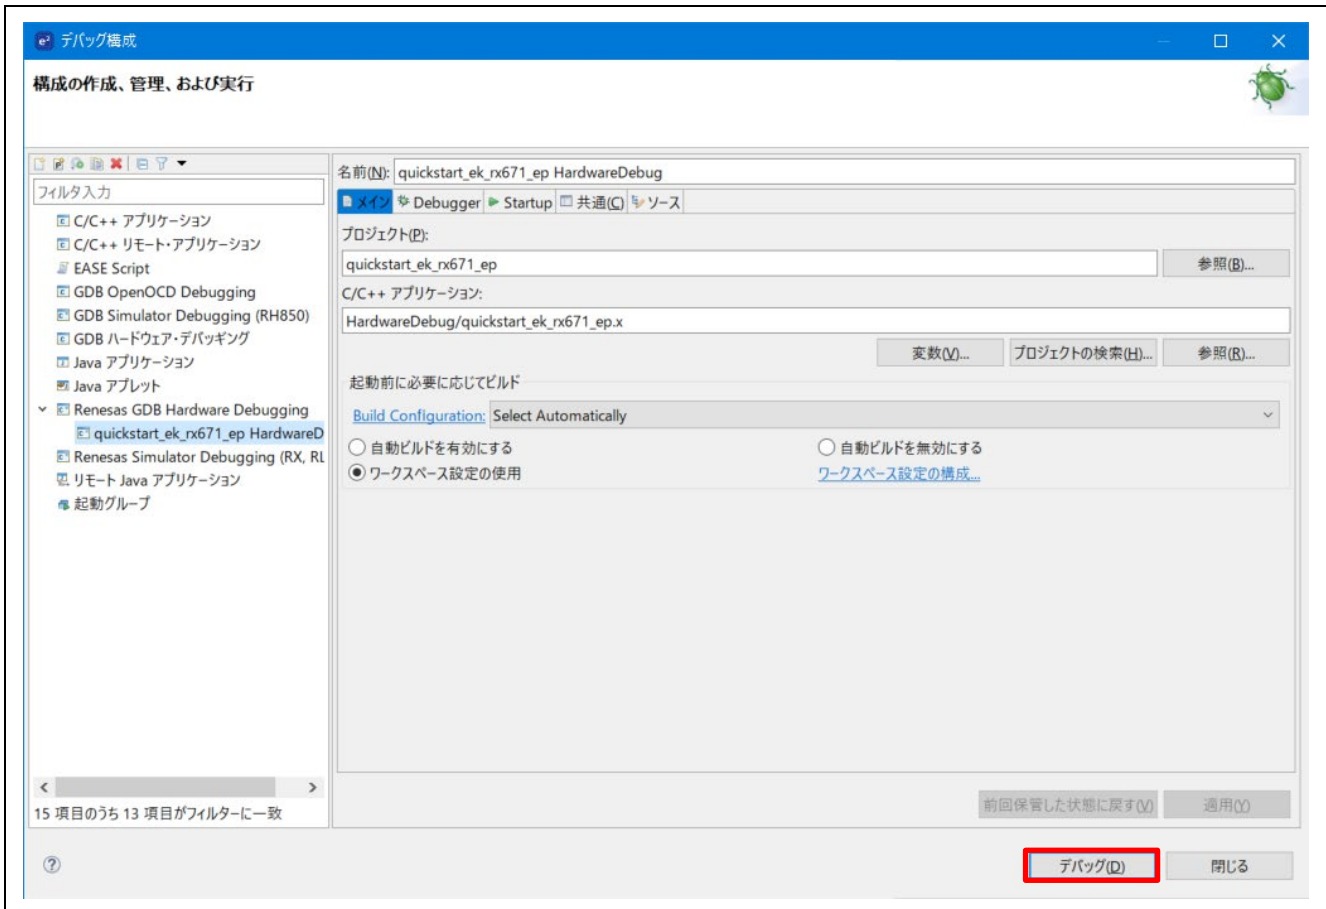 デバッグ構成
構成の作成、管理、および実行
フィルタ入力
C/C++ アプリケーション
C/C++ リモート・アプリケーション
EASE Script
GDB OpenOCD Debugging
GDB Simulator Debugging (RH850)
GDB ハードウェア・デバッギング
Java アプリケーション
Java アプレット
Renesas GDB Hardware Debugging
quickstart_ek_rx671_ep HardwareD
Renesas Simulator Debugging (RX, RL
リモート Java アプリケーション
起動グループ
15 項目のうち 13 項目がフィルターに一致
名前(N): quickstart_ek_rx671_ep HardwareDebug
メイン Debugger Startup 共通(C) ソース
プロジェクト(P):
quickstart_ek_rx671_ep 参照(B)...
C/C++ アプリケーション:
HardwareDebug/quickstart_ek_rx671_ep.x
変数(V)... プロジェクトの検索(H)... 参照(R)...
起動前に必要に応じてビルド
Build Configuration: Select Automatically
自動ビルドを有効にする 自動ビルドを無効にする
ワークスペース設定の使用 ワークスペース設定の構成...
前回保管した状態に戻す(V) 適用(Y)
デバッグ(D) 閉じる